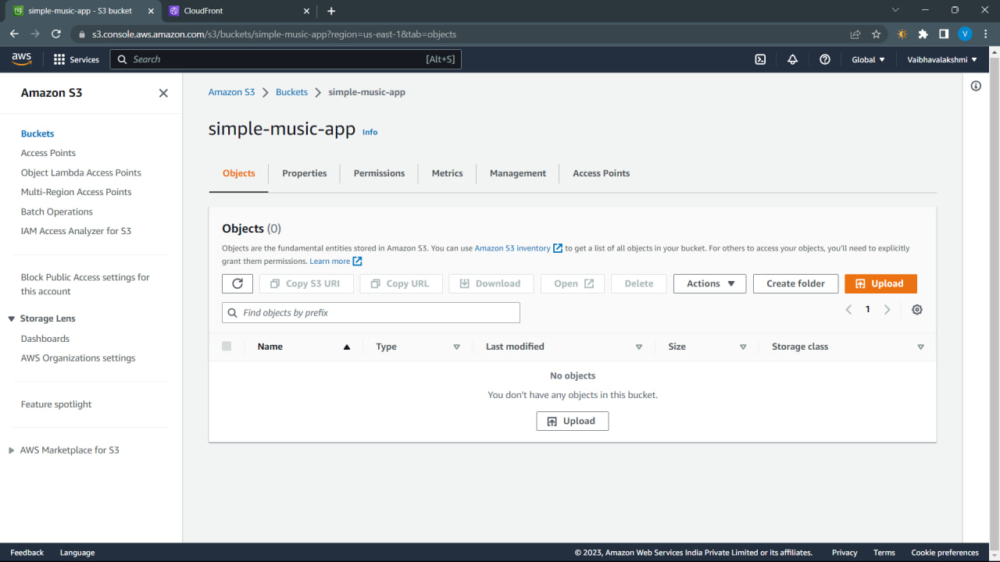 simple-music-app - S3 bucket
CloudFront
s3.console.aws.amazon.com/s3/buckets/simple-music-app?region=us-east-1&tab=objects
V
aws
Services
Search
[Alt+S]
Global
Vaibhavalakshmi
Amazon S3
Buckets
Access Points
Object Lambda Access Points
Multi-Region Access Points
Batch Operations
IAM Access Analyzer for S3
Block Public Access settings for
this account
Storage Lens
Dashboards
AWS Organizations settings
Feature spotlight
AWS Marketplace for S3
Amazon S3 Buckets simple-music-app
simple-music-app Info
Objects Properties Permissions Metrics Management Access Points
Objects (0)
Objects are the fundamental entities stored in Amazon S3. You can use Amazon S3 inventory to get a list of all objects in your bucket. For others to access your objects, you'll need to explicitly
grant them permissions. Learn more
Copy S3 URI Copy URL Download Open Delete Actions Create folder Upload
Find objects by prefix
1
Name Type Last modified Size Storage class
No objects
You don't have any objects in this bucket.
Upload
Feedback Language © 2023, Amazon Web Services India Private Limited or its affiliates. Privacy Terms Cookie preferences